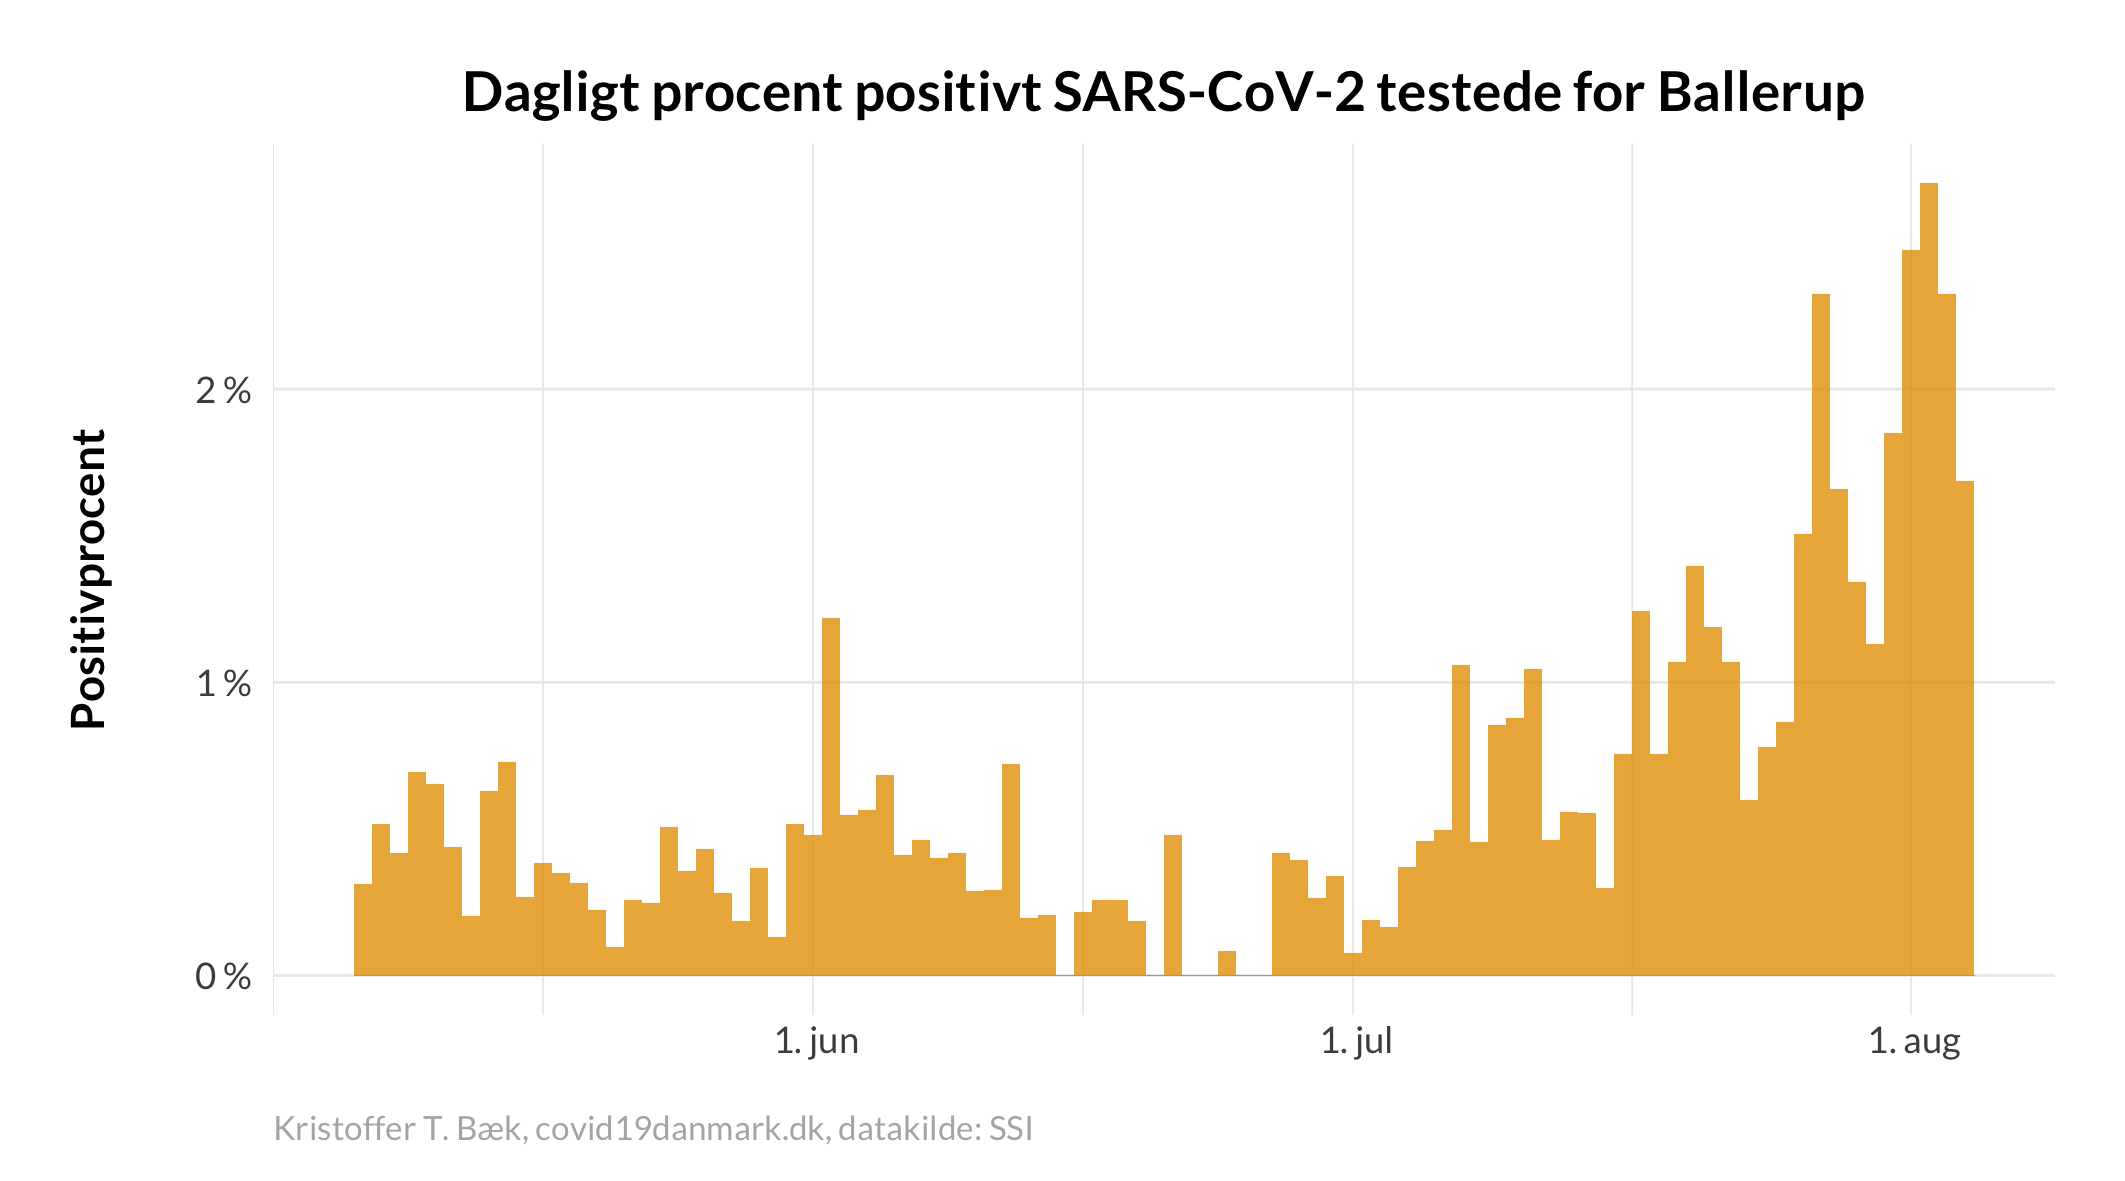 Dagligt procent positivt SARS-CoV-2 testede for Ballerup
Positivprocent
2 %
1 %
0 %
1. jun
1. jul
1. aug
Kristoffer T. Bæk, covid19danmark.dk, datakilde: SSI